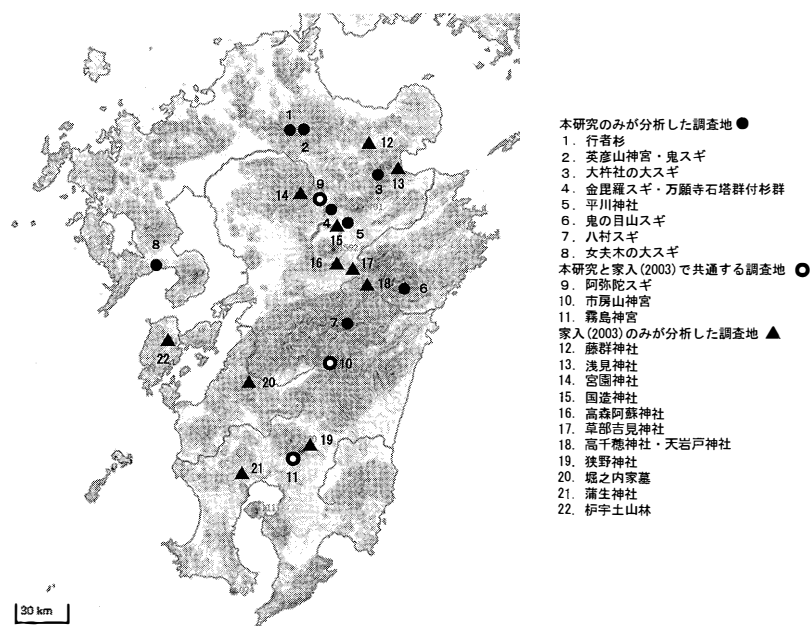 本研究のみが分析した調査地 ●
1. 行者杉
2. 英彦山神宮・鬼スギ
3. 大杵社の大スギ
4. 金毘羅スギ・万願寺石塔群付杉群
5. 平川神社
6. 鬼の目山スギ
7. 八村スギ
8. 女夫木の大スギ
本研究と家入(2003)で共通する調査地 ○
9. 阿弥陀スギ
10. 市房山神宮
11. 霧島神宮
家入(2003)のみが分析した調査地 ▲
12. 藤群神社
13. 浅見神社
14. 宮園神社
15. 国造神社
16. 高森阿蘇神社
17. 草部吉見神社
18. 高千穂神社・天岩戸神社
19. 狭野神社
20. 堀之内家墓
21. 蒲生神社
22. 枦宇土山林
1
2
12
3
13
14
9
4
5
15
8
16
17
18
6
7
22
10
20
19
11
21
30 km